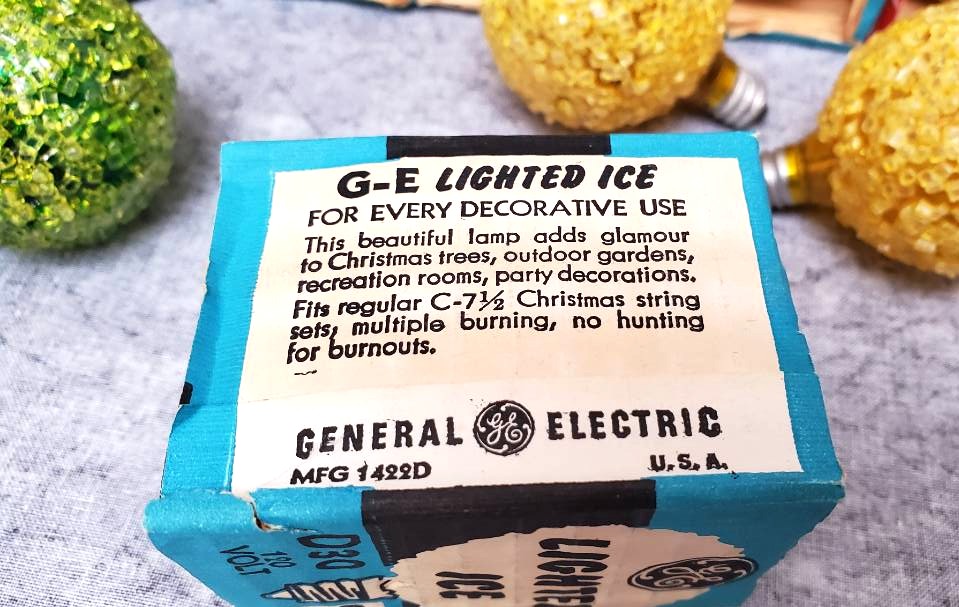 G-E LIGHTED ICE
FOR EVERY DECORATIVE USE
This beautiful lamp adds glamour
to Christmas trees, outdoor gardens,
recreation rooms, party decorations.
Fits regular C-7½ Christmas string
sets, multiple burning, no hunting
for burnouts.
GENERAL GE ELECTRIC
MFG 1422D U.S.A.
D30
VOLT
ICE
GE